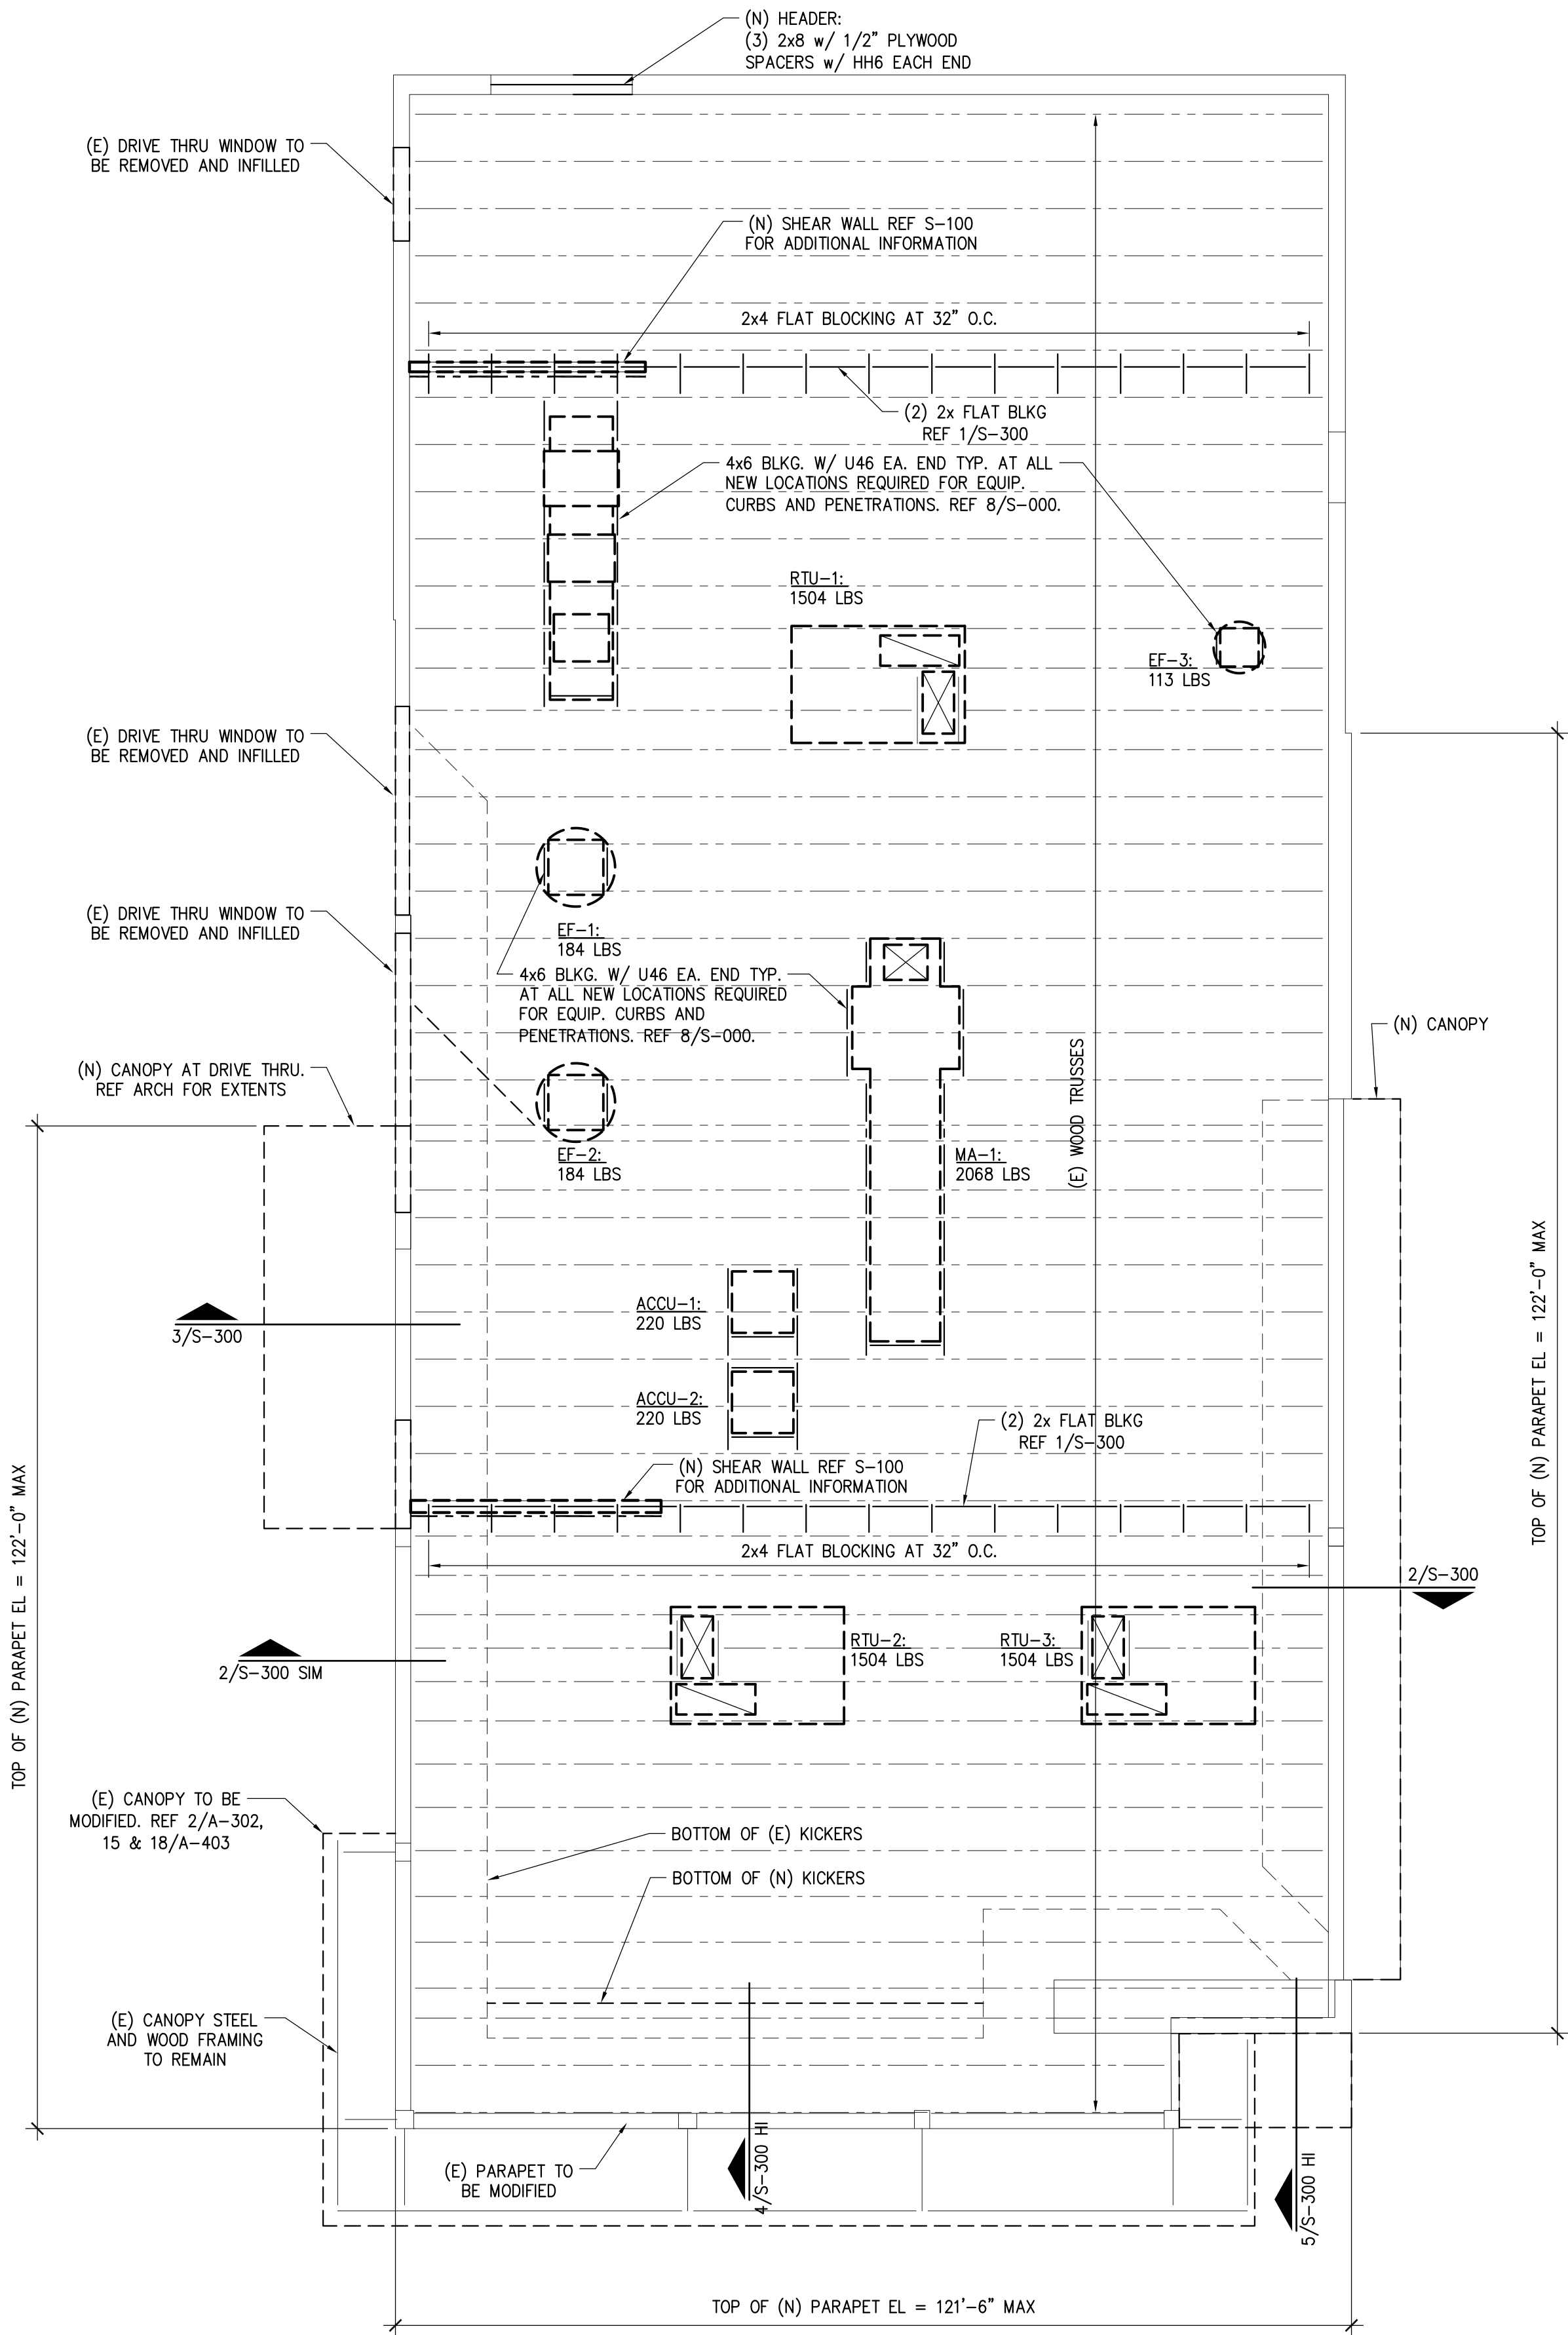 (N) HEADER:
(3) 2x8 w/ 1/2" PLYWOOD
SPACERS w/ HH6 EACH END
(E) DRIVE THRU WINDOW TO
BE REMOVED AND INFILLED
(N) SHEAR WALL REF S-100
FOR ADDITIONAL INFORMATION
2x4 FLAT BLOCKING AT 32" O.C.
(2) 2x FLAT BLKG
REF 1/S-300
4x6 BLKG. W/ U46 EA. END TYP. AT ALL
NEW LOCATIONS REQUIRED FOR EQUIP.
CURBS AND PENETRATIONS. REF 8/S-000.
RTU-1:
1504 LBS
EF-3:
113 LBS
(E) DRIVE THRU WINDOW TO
BE REMOVED AND INFILLED
(E) DRIVE THRU WINDOW TO
BE REMOVED AND INFILLED
EF-1:
184 LBS
4x6 BLKG. W/ U46 EA. END TYP.
AT ALL NEW LOCATIONS REQUIRED
FOR EQUIP. CURBS AND
PENETRATIONS. REF 8/S-000.
(N) CANOPY
(N) CANOPY AT DRIVE THRU.
REF ARCH FOR EXTENTS
(E) WOOD TRUSSES
EF-2:
184 LBS
MA-1:
2068 LBS
ACCU-1:
220 LBS
3/S-300
ACCU-2:
220 LBS
(2) 2x FLAT BLKG
REF 1/S-300
(N) SHEAR WALL REF S-100
FOR ADDITIONAL INFORMATION
TOP OF (N) PARAPET EL = 122'-0" MAX
TOP OF (N) PARAPET EL = 122'-0" MAX
2x4 FLAT BLOCKING AT 32" O.C.
2/S-300
RTU-2:
1504 LBS
RTU-3:
1504 LBS
2/S-300 SIM
(E) CANOPY TO BE
MODIFIED. REF 2/A-302,
15 & 18/A-403
BOTTOM OF (E) KICKERS
BOTTOM OF (N) KICKERS
(E) CANOPY STEEL
AND WOOD FRAMING
TO REMAIN
(E) PARAPET TO
BE MODIFIED
4/S-300 HI
5/S-300 HI
TOP OF (N) PARAPET EL = 121'-6" MAX